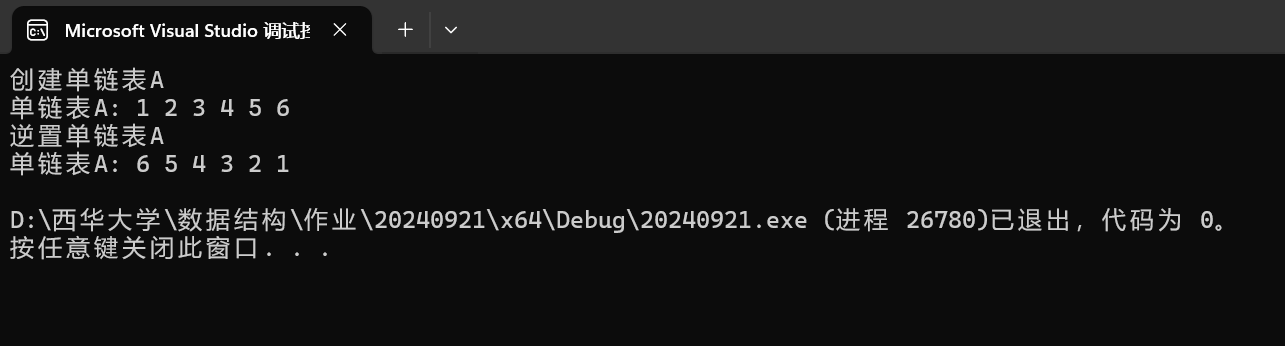 Microsoft Visual Studio 调试
创建单链表A
单链表A: 1 2 3 4 5 6
逆置单链表A
单链表A: 6 5 4 3 2 1
D:\西华大学\数据结构\作业\20240921\x64\Debug\20240921.exe (进程 26780)已退出，代码为 0。
按任意键关闭此窗口. . .